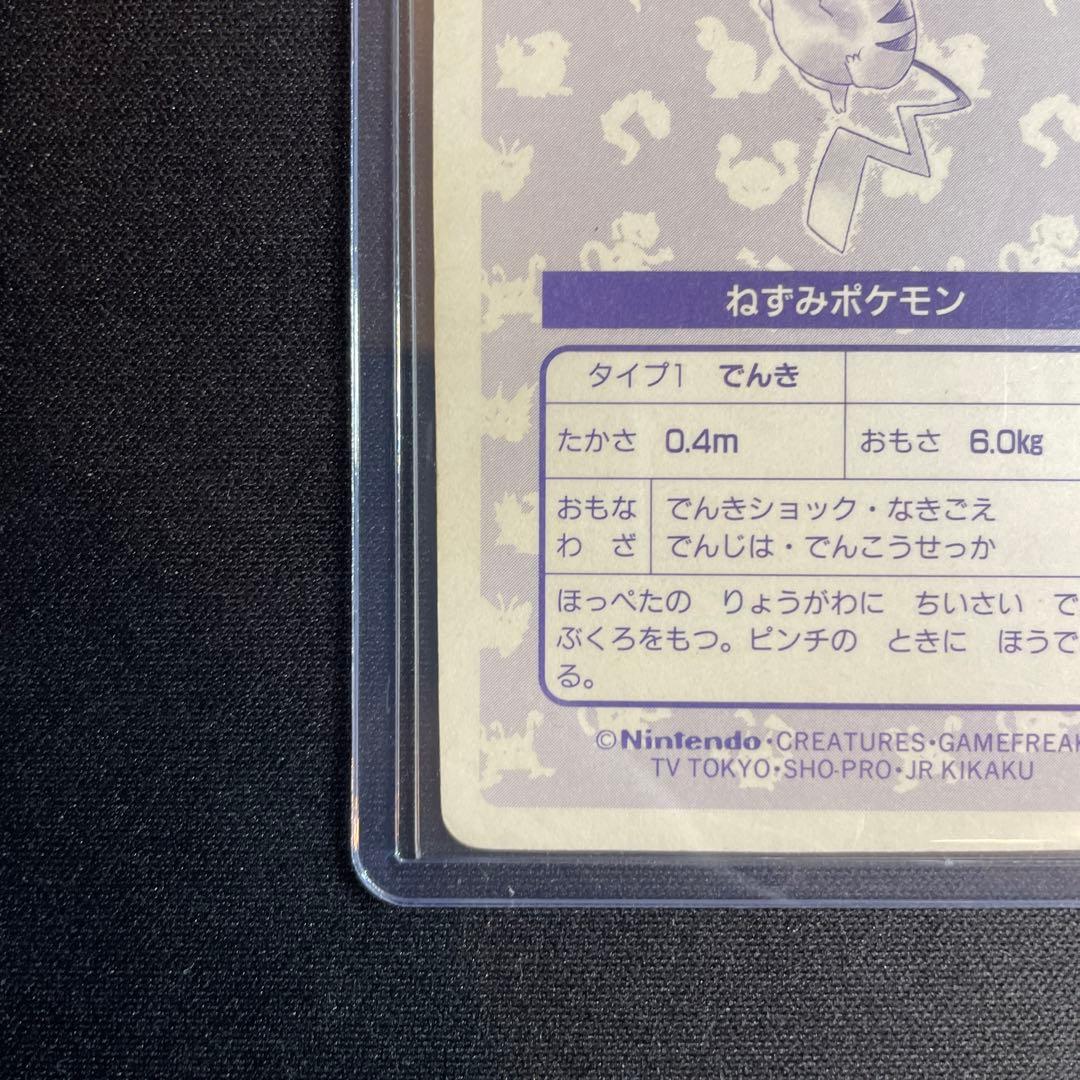 ねずみポケモン
タイプ1 でんき
たかさ 0.4m おもさ 6.0kg
おもな でんきショック・なきごえ
わ ざ でんじは・でんこうせっか
ほっぺたの りょうがわに ちいさい で
ぶくろをもつ。ピンチの ときに ほうで
る。
©Nintendo・CREATURES・GAMEFREAK
TV TOKYO・SHO-PRO・JR KIKAKU